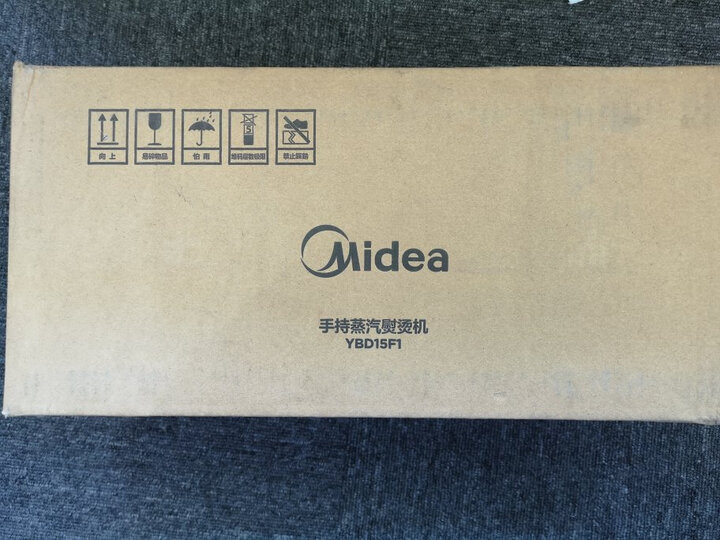 向上
易碎物品
怕雨
5
堆码层数极限
禁止踩踏
Midea
手持蒸汽熨烫机
YBD15F1